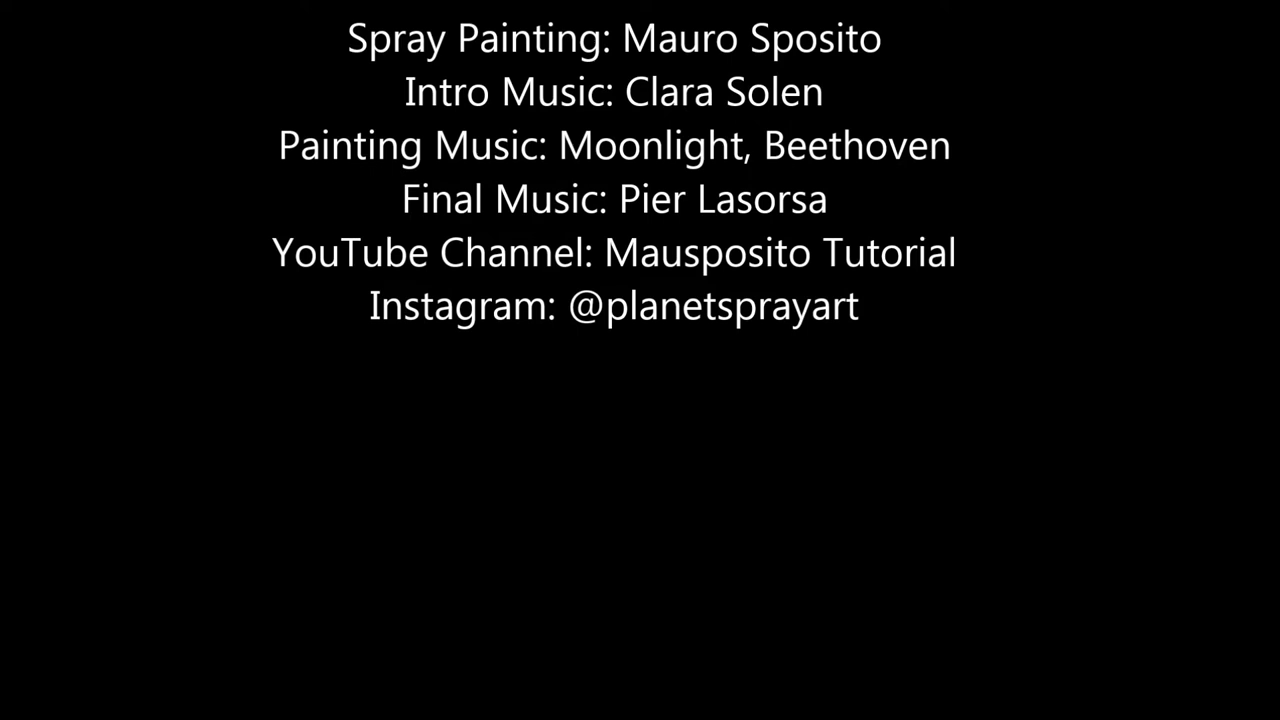 Spray Painting: Mauro Sposito
Intro Music: Clara Solen
Painting Music: Moonlight, Beethoven
Final Music: Pier Lasorsa
YouTube Channel: Mausposito Tutorial
Instagram: @planetsprayart